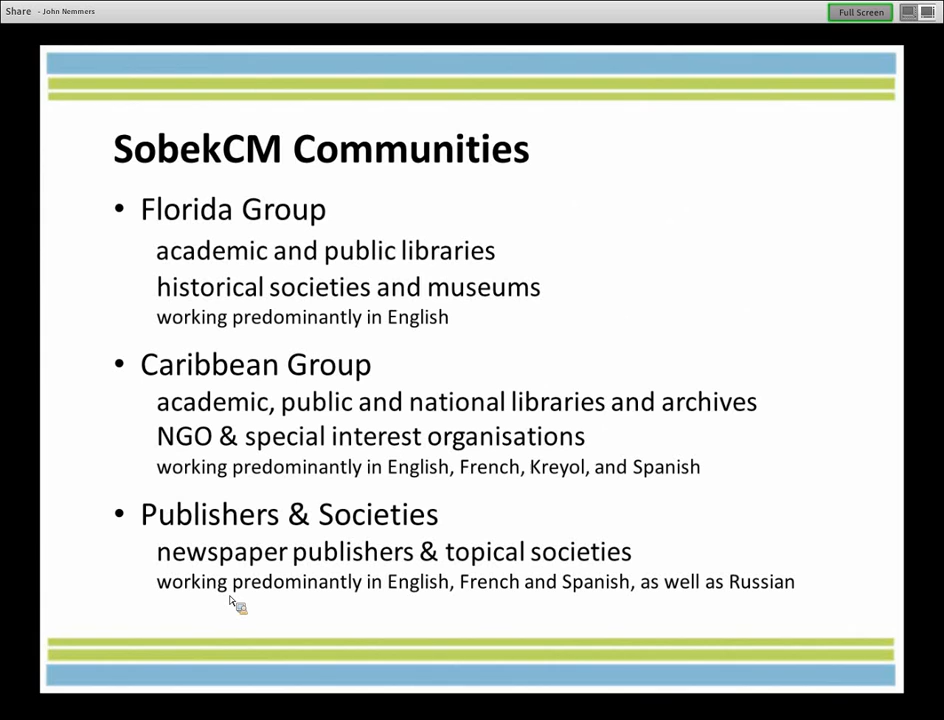 Share - John Nemmers
Full Screen
SobekCM Communities
• Florida Group
academic and public libraries
historical societies and museums
working predominantly in English
• Caribbean Group
academic, public and national libraries and archives
NGO & special interest organisations
working predominantly in English, French, Kreyol, and Spanish
• Publishers & Societies
newspaper publishers & topical societies
working predominantly in English, French and Spanish, as well as Russian